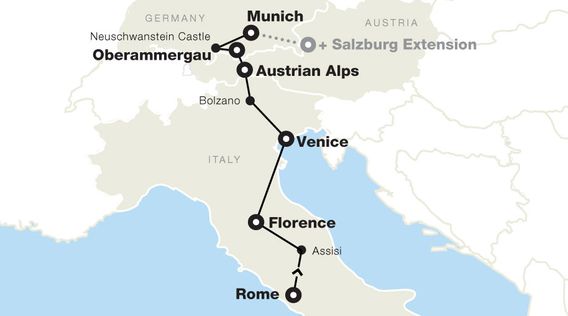 GERMANY
Munich
AUSTRIA
Neuschwanstein Castle
+ Salzburg Extension
Oberammergau
Austrian Alps
Bolzano
Venice
ITALY
Florence
Assisi
Rome